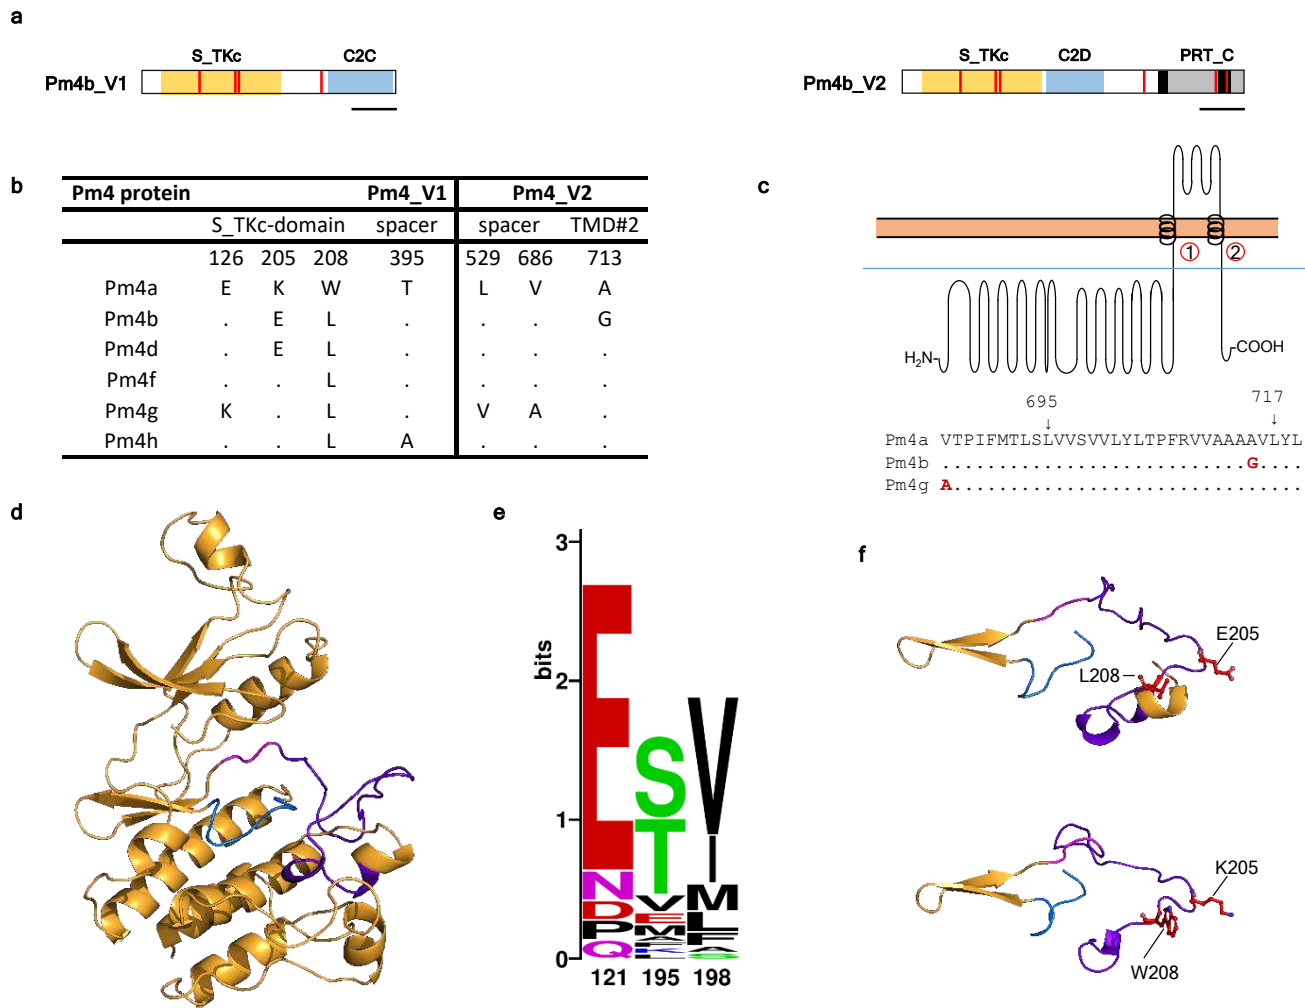 a
S_TKc C2C
Pm4b_V1
S_TKc C2D PRT_C
Pm4b_V2
b
Pm4 protein Pm4_V1 Pm4_V2
S_TKc-domain spacer spacer TMD#2
126 205 208 395 529 686 713
Pm4a E K W T L V A
Pm4b . E L . . . G
Pm4d . E L . . . .
Pm4f . . L . . . .
Pm4g K . L . V A .
Pm4h . . L A . . .
c
1 2
H2N COOH
695 717
↓ ↓
Pm4a VTPIFMTLSLVVSVVLYLTPFRVVAAAAVLYL
Pm4b ...........................G....
Pm4g A...............................
d
e
bits
3
2
1
0
E S V
N T I
D V M
P E L
Q M F
121 195 198
f
E205
L208
K205
W208